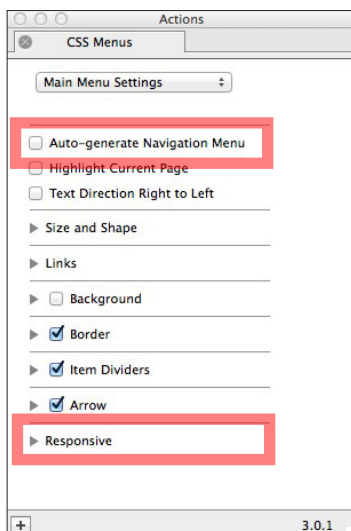 Actions
CSS Menus
Main Menu Settings
Auto-generate Navigation Menu
Highlight Current Page
Text Direction Right to Left
Size and Shape
Links
Background
Border
Item Dividers
Arrow
Responsive
3.0.1